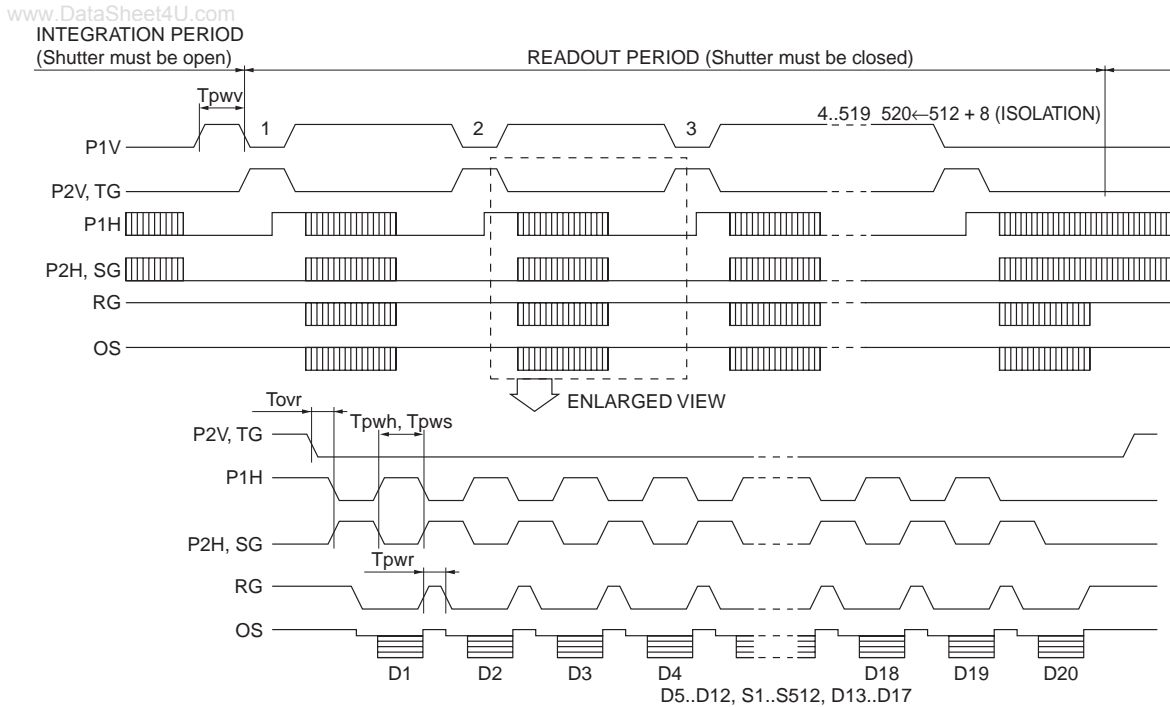 www.DataSheet4U.com
INTEGRATION PERIOD
(Shutter must be open)
READOUT PERIOD (Shutter must be closed)
Tpwv
1
2
3
4..519 520←512 + 8 (ISOLATION)
P1V
P2V, TG
P1H
P2H, SG
RG
OS
ENLARGED VIEW
Tovr
Tpwh, Tpws
P2V, TG
P1H
P2H, SG
Tpwr
RG
OS
D1 D2 D3 D4 D18 D19 D20
D5..D12, S1..S512, D13..D17